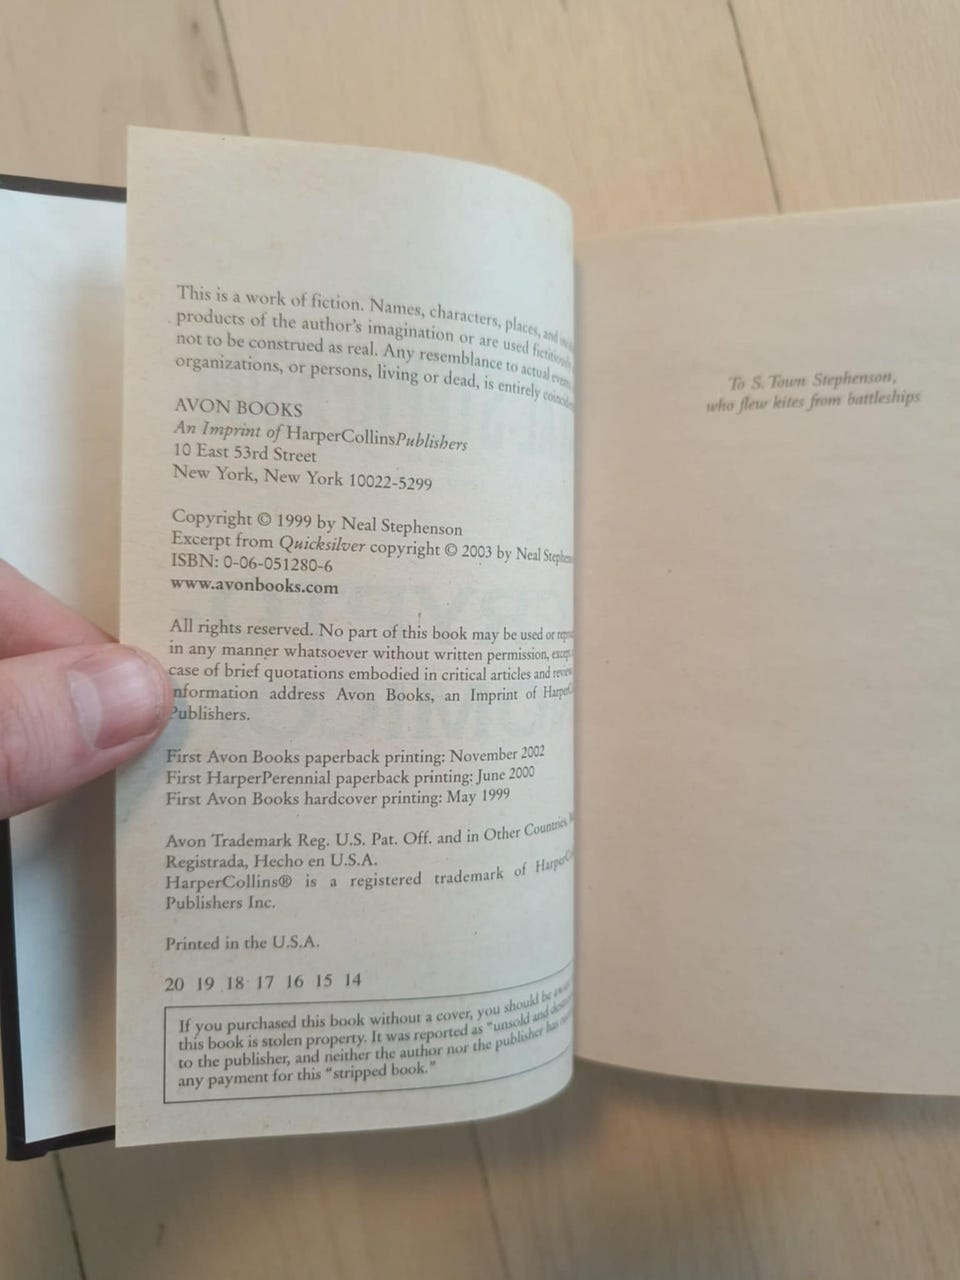 This is a work of fiction. Names, characters, places, and
products of the author's imagination or are used fictitiously
not to be construed as real. Any resemblance to actual events,
organizations, or persons, living or dead, is entirely
AVON BOOKS
An Imprint of HarperCollinsPublishers
10 East 53rd Street
New York, New York 10022-5299
Copyright © 1999 by Neal Stephenson
Excerpt from Quicksilver copyright © 2003 by Neal
ISBN: 0-06-051280-6
www.avonbooks.com
All rights reserved. No part of this book may be used or
in any manner whatsoever without written permission,
case of brief quotations embodied in critical articles and
information address Avon Books, an Imprint of
Publishers.
First Avon Books paperback printing: November 2002
First HarperPerennial paperback printing: June 2000
First Avon Books hardcover printing: May 1999
Avon Trademark Reg. U.S. Pat. Off. and in Other Countries,
Registrada, Hecho en U.S.A.
HarperCollins® is a registered trademark of
Publishers Inc.
Printed in the U.S.A.
20 19 18 17 16 15 14
If you purchased this book without a cover, you should be
this book is stolen property. It was reported as "unsold and
to the publisher, and neither the author nor the publisher has
any payment for this "stripped book."
To S. Town Stephenson,
who flew kites from battleships